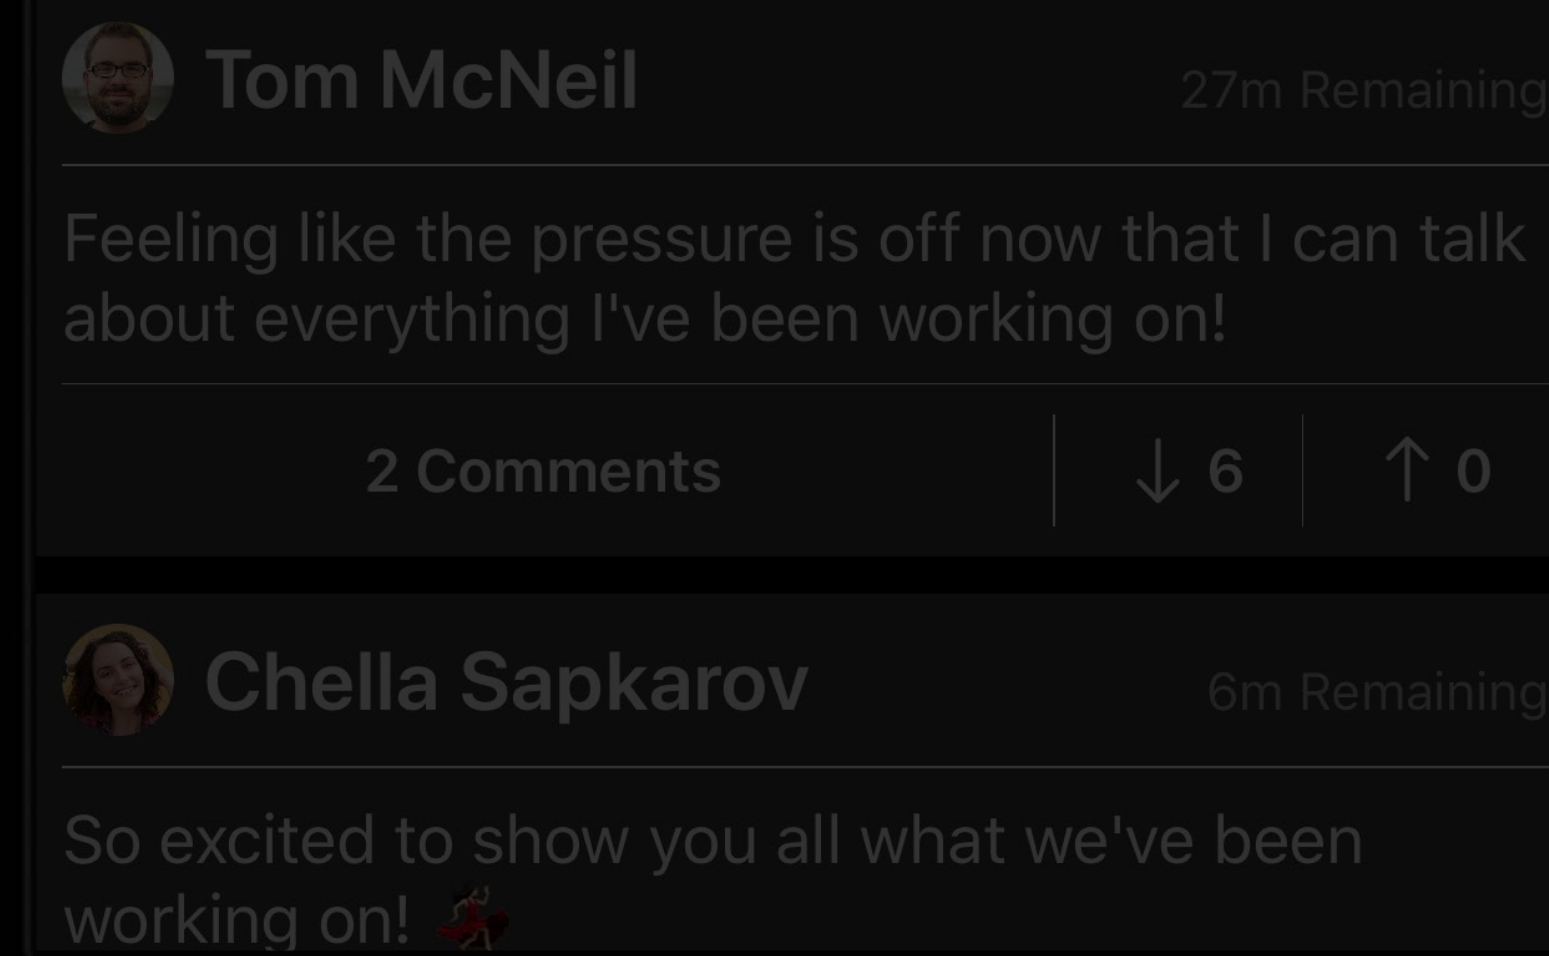 Tom McNeil
27m Remaining
Feeling like the pressure is off now that I can talk
about everything I've been working on!
2 Comments
↓ 6
↑ 0
Chella Sapkarov
6m Remaining
So excited to show you all what we've been
working on! 💃